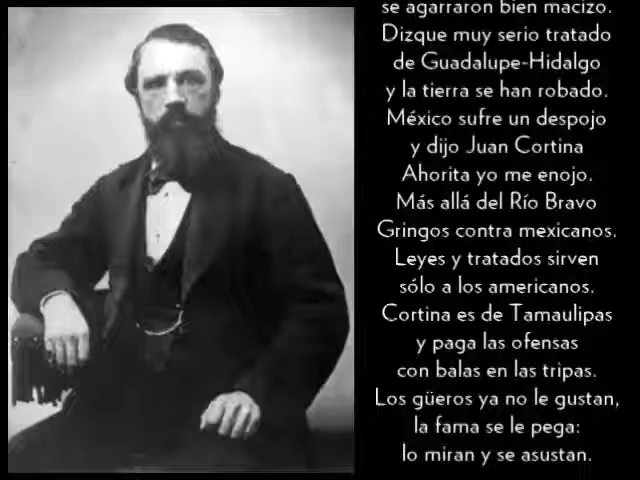 se agarraron bien macizo.
Dizque muy serio tratado
de Guadalupe-Hidalgo
y la tierra se han robado.
México sufre un despojo
y dijo Juan Cortina
Ahorita yo me enojo.
Más allá del Río Bravo
Gringos contra mexicanos.
Leyes y tratados sirven
sólo a los americanos.
Cortina es de Tamaulipas
y paga las ofensas
con balas en las tripas.
Los güeros ya no le gustan,
la fama se le pega:
lo miran y se asustan.